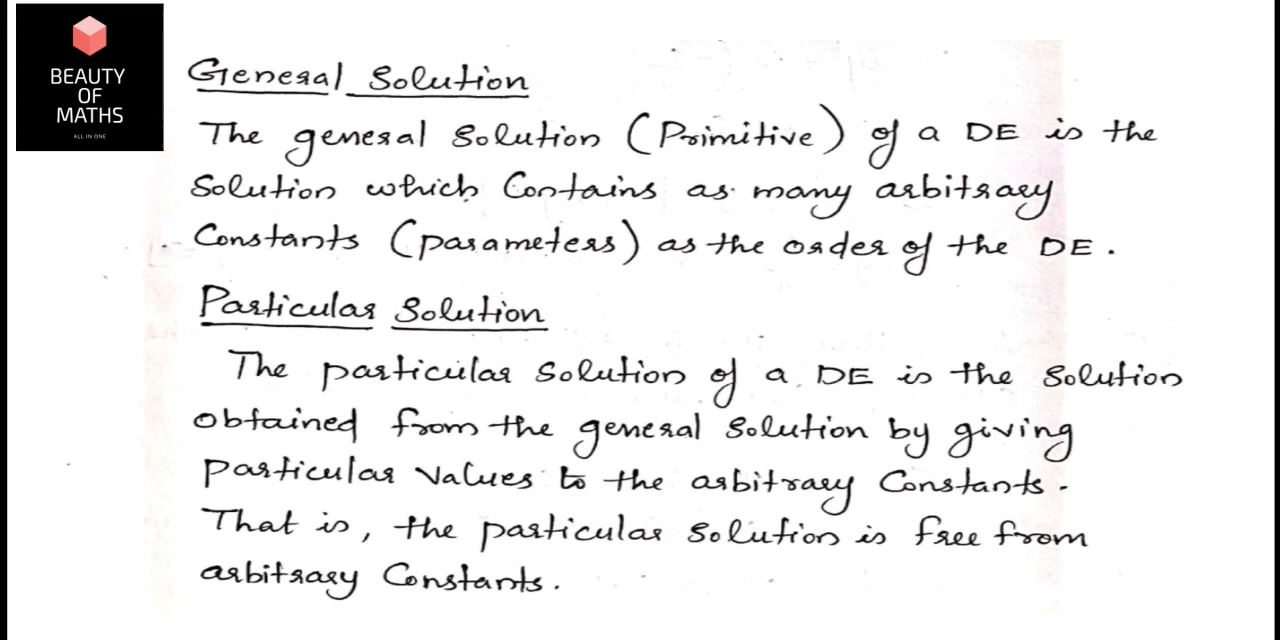 BEAUTY
OF
MATHS
ALL IN ONE
General Solution
The general solution (Primitive) of a DE is the
solution which Contains as many arbitrary
Constants (parameters) as the order of the DE.
Particular Solution
The particular solution of a DE is the solution
obtained from the general solution by giving
particular values to the arbitrary Constants.
That is, the particular solution is free from
arbitrary Constants.